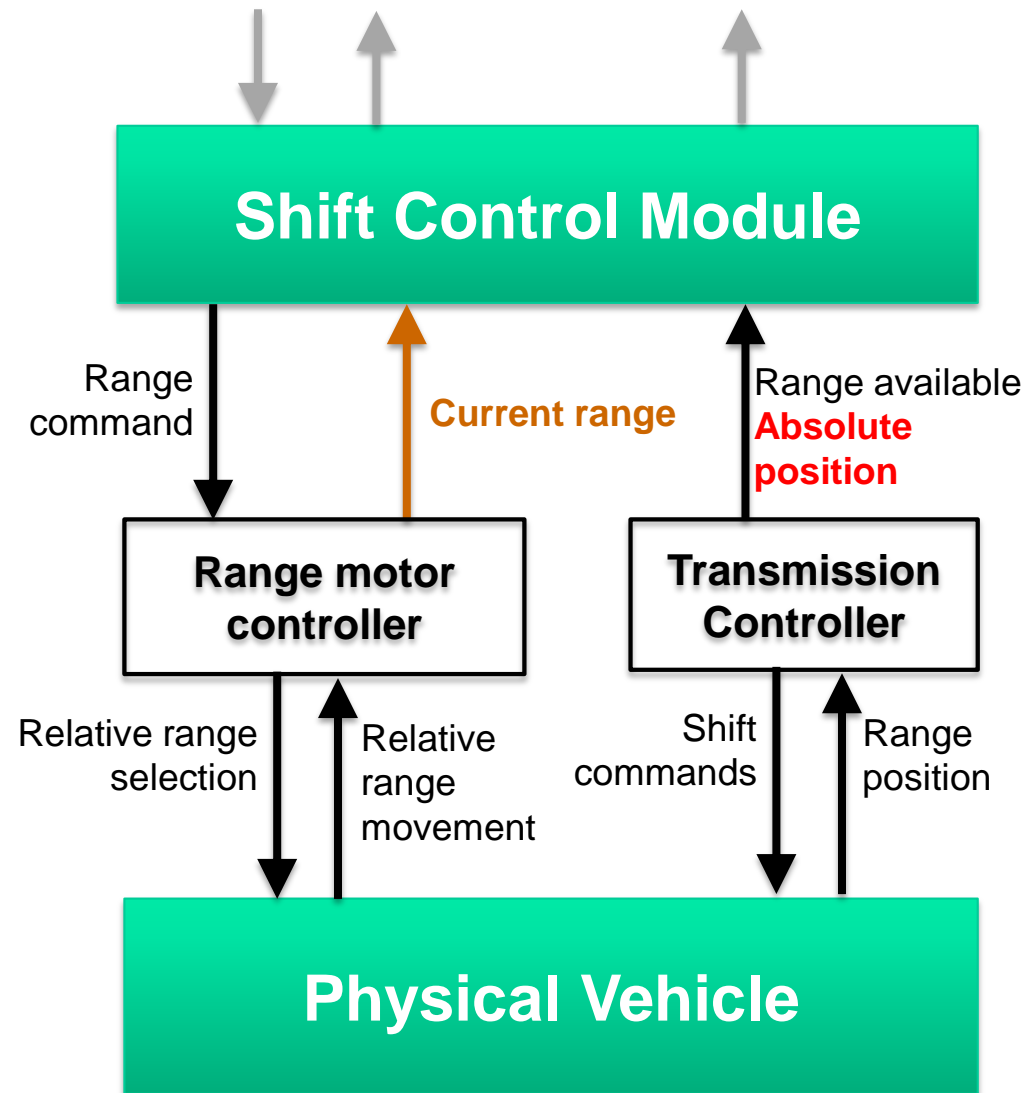 Shift Control Module
Range
command
Current range
Range available
Absolute
position
Range motor
controller
Transmission
Controller
Relative range
selection
Relative
range
movement
Shift
commands
Range
position
Physical Vehicle